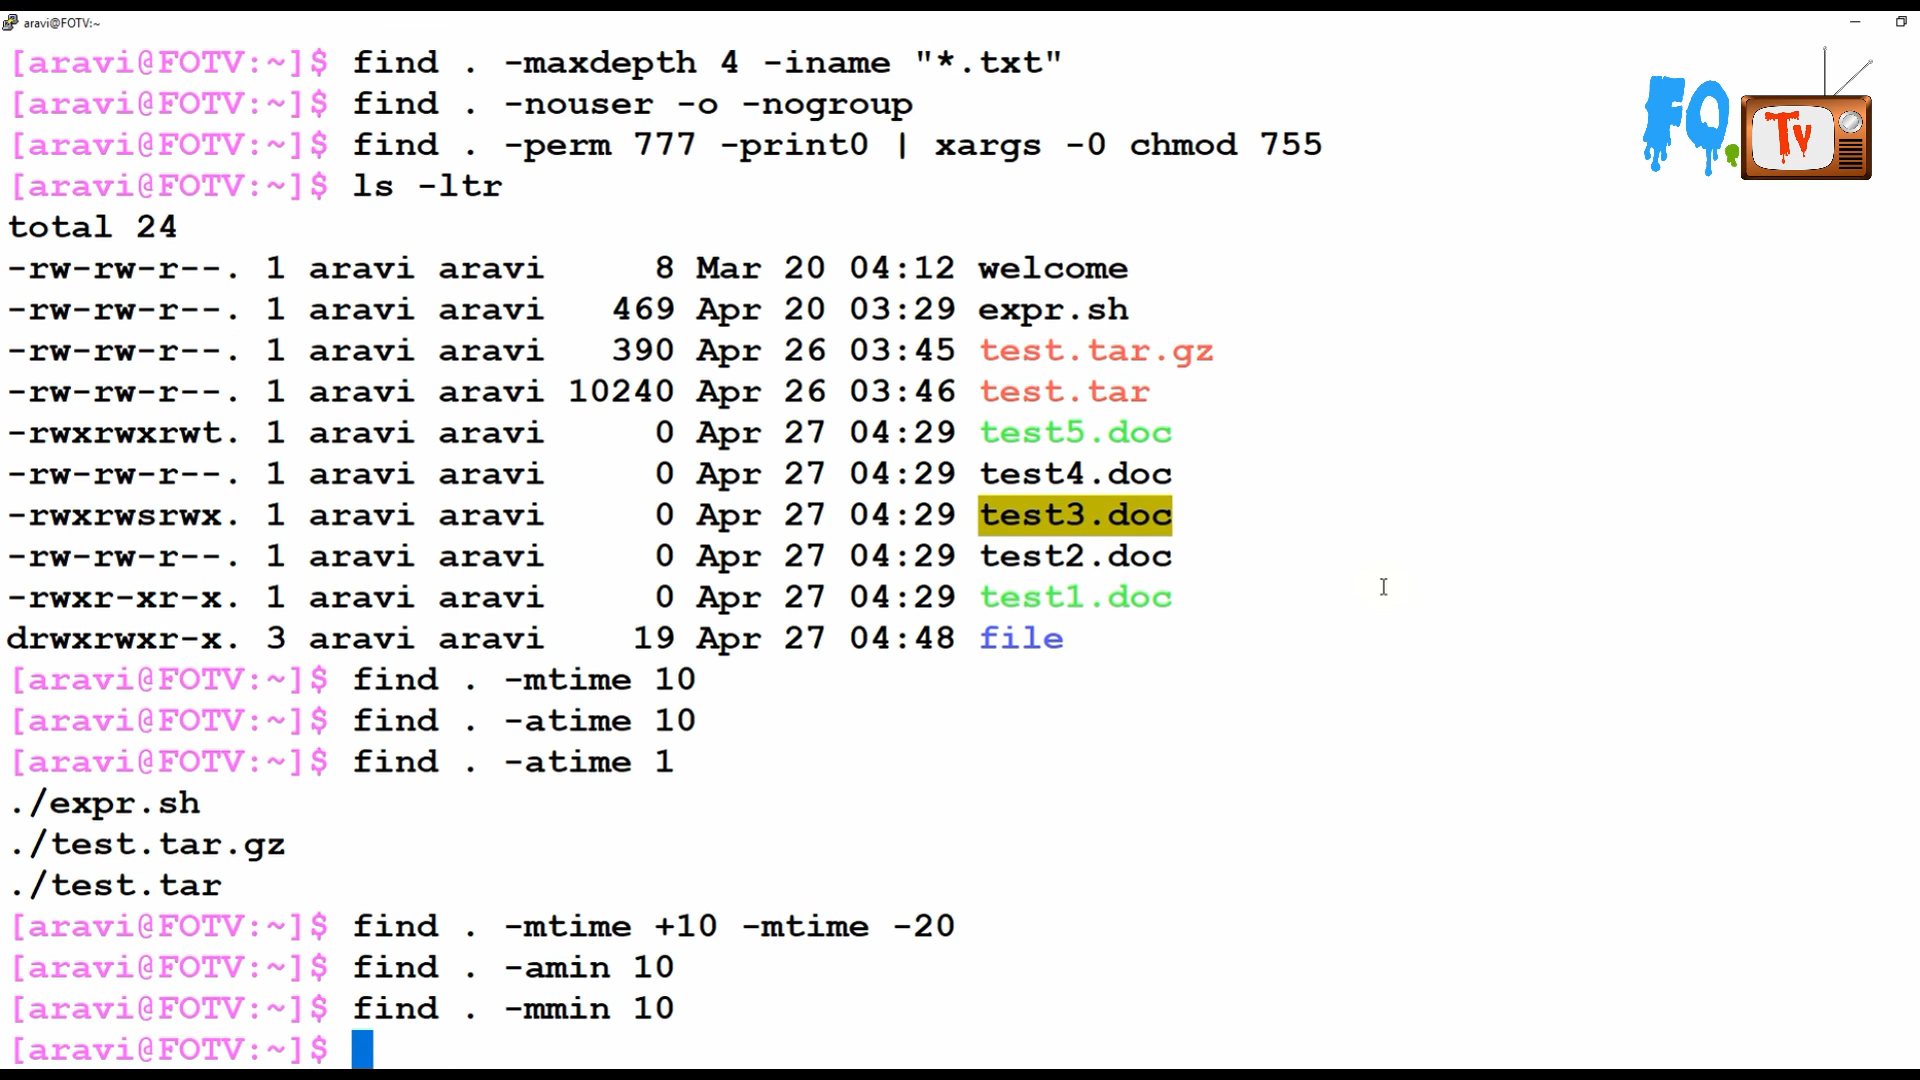 aravi@FOTV:~
[aravi@FOTV:~]$ find . -maxdepth 4 -iname "*.txt"
[aravi@FOTV:~]$ find . -nouser -o -nogroup
[aravi@FOTV:~]$ find . -perm 777 -print0 | xargs -0 chmod 755
[aravi@FOTV:~]$ ls -ltr
total 24
-rw-rw-r--. 1 aravi aravi     8 Mar 20 04:12 welcome
-rw-rw-r--. 1 aravi aravi   469 Apr 20 03:29 expr.sh
-rw-rw-r--. 1 aravi aravi   390 Apr 26 03:45 test.tar.gz
-rw-rw-r--. 1 aravi aravi 10240 Apr 26 03:46 test.tar
-rwxrwxrwt. 1 aravi aravi     0 Apr 27 04:29 test5.doc
-rw-rw-r--. 1 aravi aravi     0 Apr 27 04:29 test4.doc
-rwxrwsrwx. 1 aravi aravi     0 Apr 27 04:29 test3.doc
-rw-rw-r--. 1 aravi aravi     0 Apr 27 04:29 test2.doc
-rwxr-xr-x. 1 aravi aravi     0 Apr 27 04:29 test1.doc
drwxrwxr-x. 3 aravi aravi    19 Apr 27 04:48 file
[aravi@FOTV:~]$ find . -mtime 10
[aravi@FOTV:~]$ find . -atime 10
[aravi@FOTV:~]$ find . -atime 1
./expr.sh
./test.tar.gz
./test.tar
[aravi@FOTV:~]$ find . -mtime +10 -mtime -20
[aravi@FOTV:~]$ find . -amin 10
[aravi@FOTV:~]$ find . -mmin 10
[aravi@FOTV:~]$
FO.
Tv